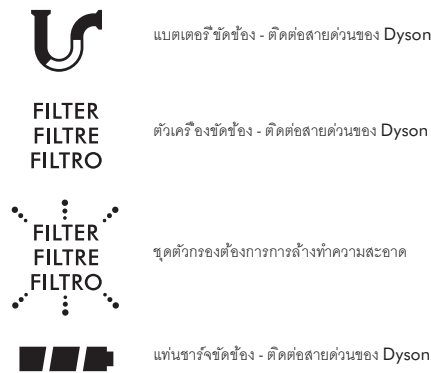 แบตเตอรี่ขัดข้อง - ติดต่อสายด่วนของ Dyson
FILTER
FILTRE
FILTRO
ตัวเครื่องขัดข้อง - ติดต่อสายด่วนของ Dyson
FILTER
FILTRE
FILTRO
ชุดตัวกรองต้องการการล้างทำความสะอาด
แท่นชาร์จขัดข้อง - ติดต่อสายด่วนของ Dyson